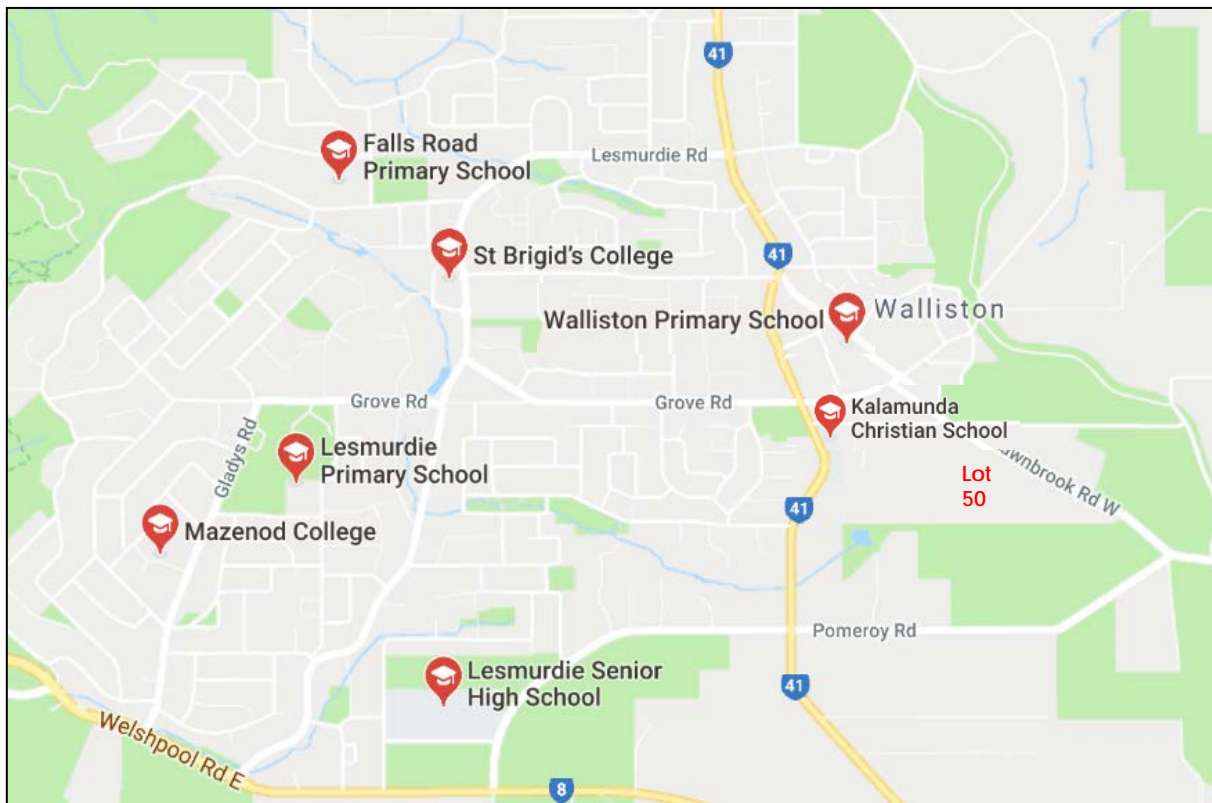 41
Falls Road
Primary School
Lesmurdie Rd
St Brigid's College
41
Walliston Primary School
Walliston
Grove Rd
Grove Rd
Kalamunda
Christian School
Gladys Rd
Lesmurdie
Primary School
Lot
50
wnbrook Rd W
41
Mazenod College
Pomeroy Rd
Lesmurdie Senior
High School
41
Welshpool Rd E
8